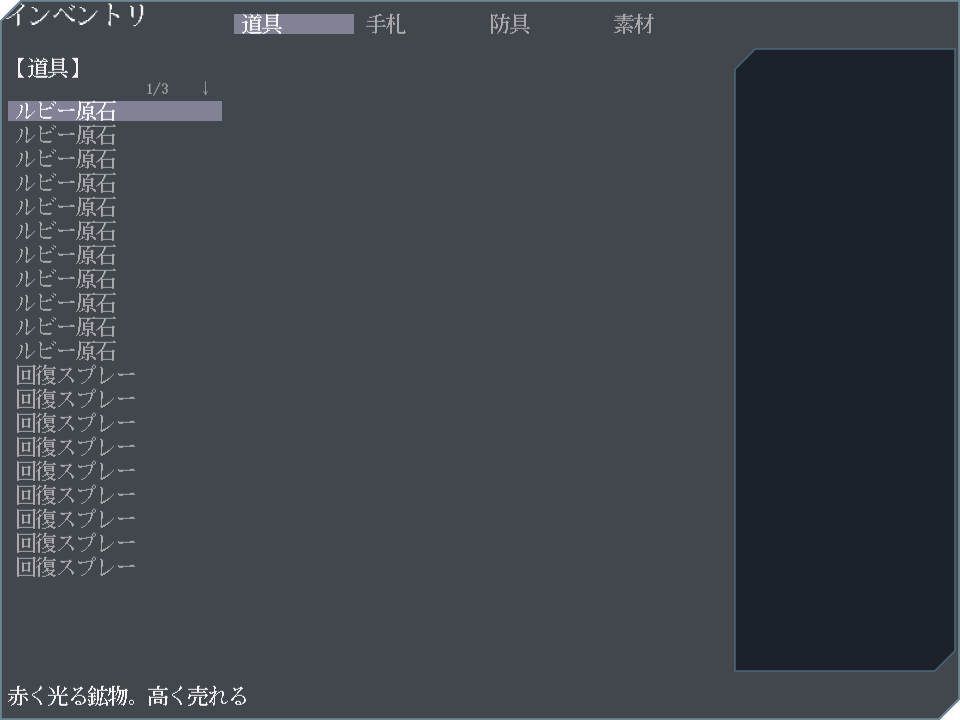 インベントリ
道具 手札 防具 素材
【道具】
1/3 ↓
ルビー原石
ルビー原石
ルビー原石
ルビー原石
ルビー原石
ルビー原石
ルビー原石
ルビー原石
ルビー原石
ルビー原石
ルビー原石
回復スプレー
回復スプレー
回復スプレー
回復スプレー
回復スプレー
回復スプレー
回復スプレー
回復スプレー
回復スプレー
赤く光る鉱物。高く売れる